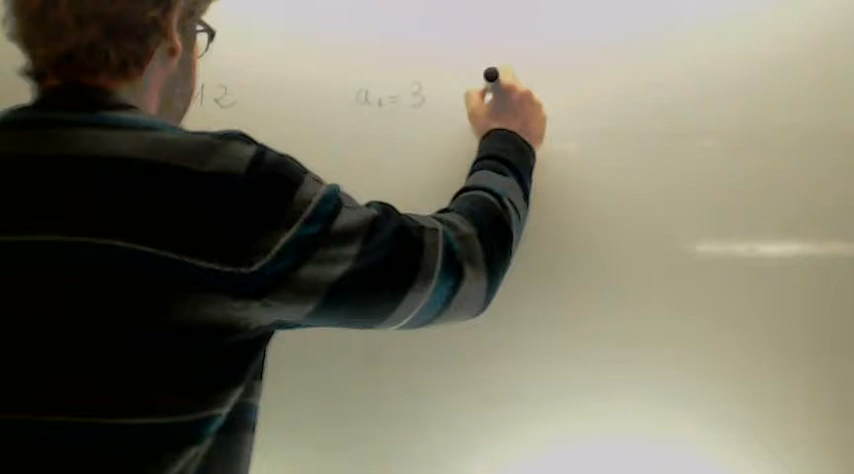 12 a₁ = 3